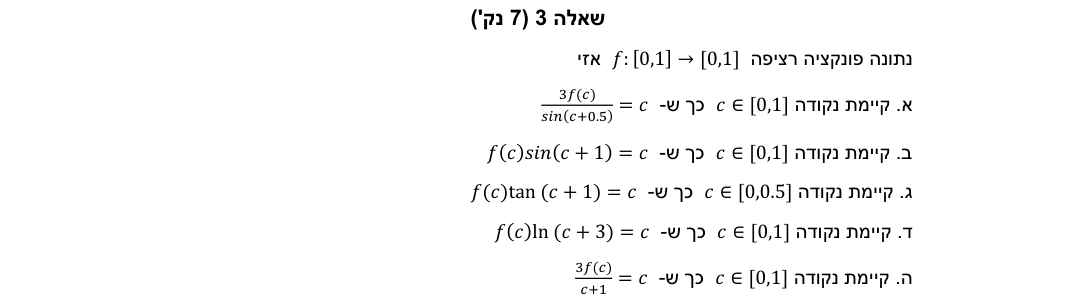 שאלה 3 (7 נק')
נתונה פונקציה רציפה f: [0,1] → [0,1] אזי
א. קיימת נקודה c ∈ [0,1] כך ש- 3f(c)/sin(c+0.5) = c
ב. קיימת נקודה c ∈ [0,1] כך ש- f(c)sin(c + 1) = c
ג. קיימת נקודה c ∈ [0,0.5] כך ש- f(c)tan (c + 1) = c
ד. קיימת נקודה c ∈ [0,1] כך ש- f(c)ln (c + 3) = c
ה. קיימת נקודה c ∈ [0,1] כך ש- 3f(c)/c+1 = c